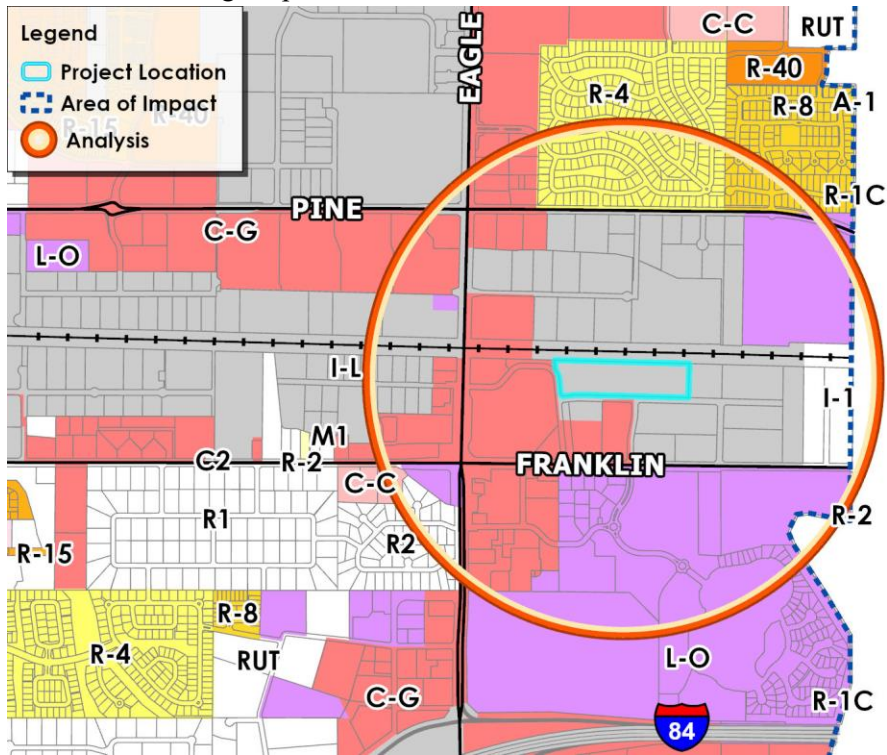 Legend
Project Location
Area of Impact
Analysis
EAGLE
C-C
RUT
R-40
R-4
A-1
R-8
R-15
R-40
R-1C
PINE
C-G
L-O
I-L
I-1
M1
C2
R-2
FRANKLIN
C-C
R1
R2
R-2
R-15
R-8
R-4
RUT
L-O
C-G
R-1C
84